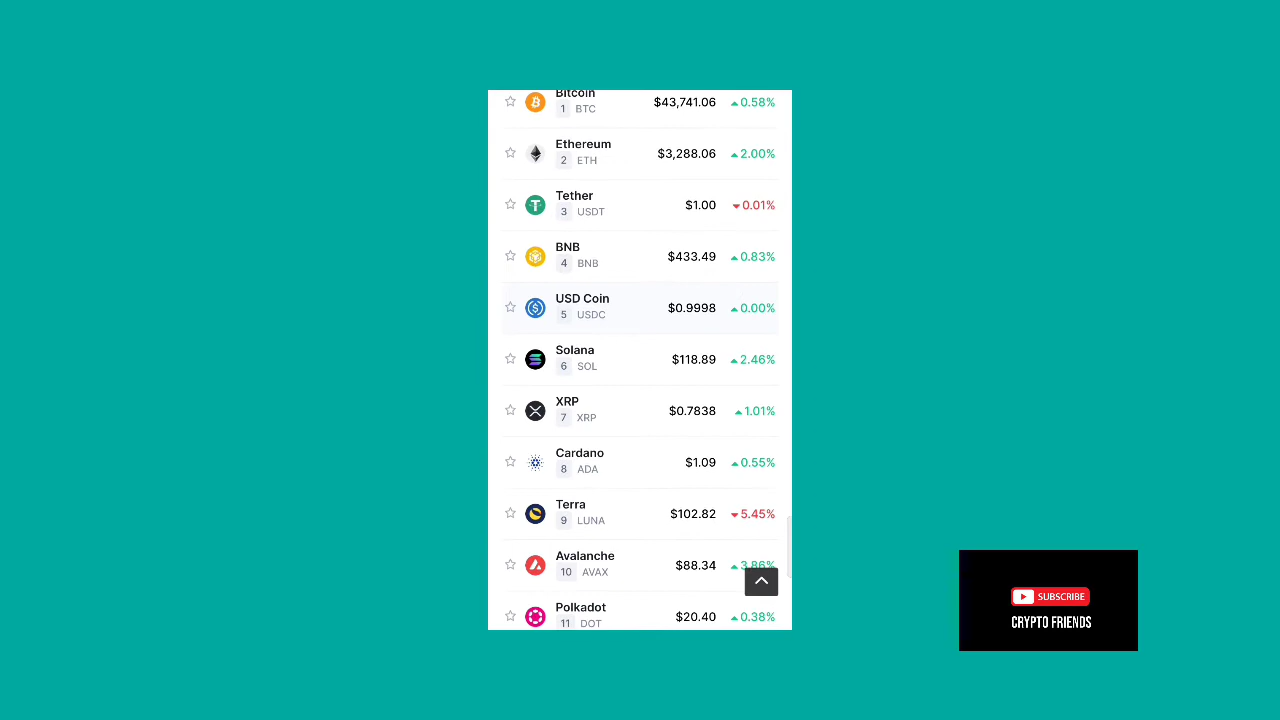 Bitcoin
1 BTC $43,741.06 0.58%
Ethereum
2 ETH $3,288.06 2.00%
Tether
3 USDT $1.00 0.01%
BNB
4 BNB $433.49 0.83%
USD Coin
5 USDC $0.9998 0.00%
Solana
6 SOL $118.89 2.46%
XRP
7 XRP $0.7838 1.01%
Cardano
8 ADA $1.09 0.55%
Terra
9 LUNA $102.82 5.45%
Avalanche
10 AVAX $88.34 3.86%
Polkadot
11 DOT $20.40 0.38%
SUBSCRIBE
CRYPTO FRIENDS